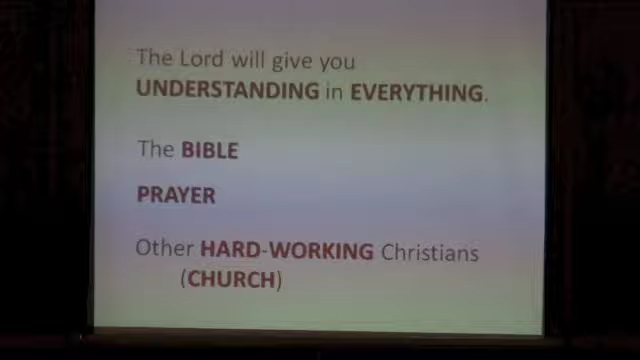 The Lord will give you
UNDERSTANDING in EVERYTHING.
The BIBLE
PRAYER
Other HARD-WORKING Christians
(CHURCH)